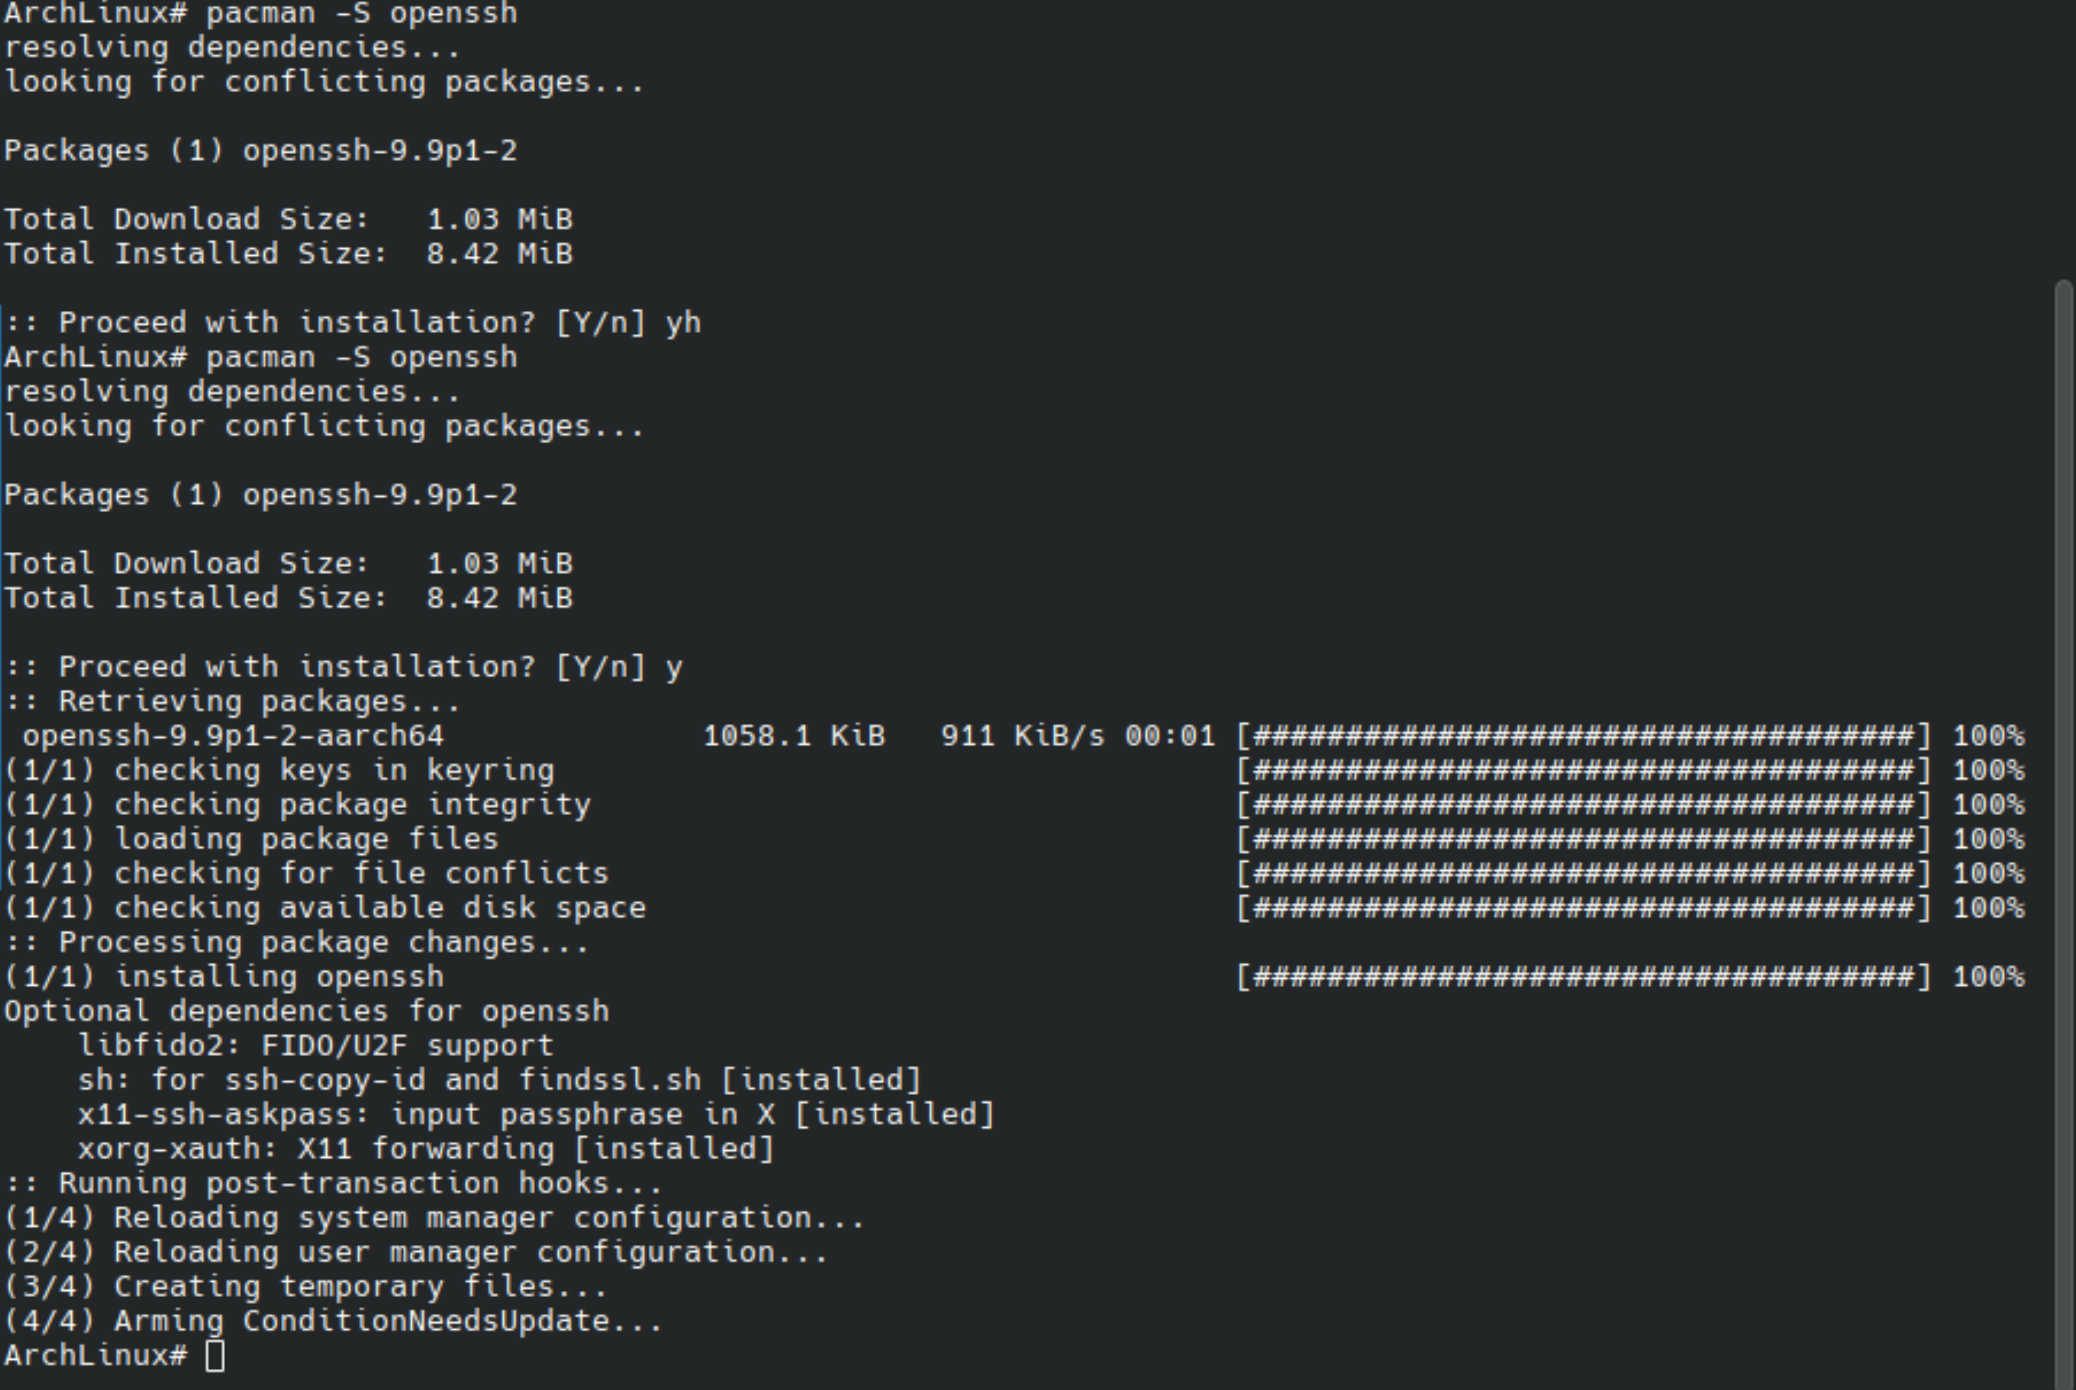 ArchLinux# pacman -S openssh
resolving dependencies...
looking for conflicting packages...
Packages (1) openssh-9.9p1-2
Total Download Size:   1.03 MiB
Total Installed Size:  8.42 MiB
:: Proceed with installation? [Y/n] yh
ArchLinux# pacman -S openssh
resolving dependencies...
looking for conflicting packages...
Packages (1) openssh-9.9p1-2
Total Download Size:   1.03 MiB
Total Installed Size:  8.42 MiB
:: Proceed with installation? [Y/n] y
:: Retrieving packages...
 openssh-9.9p1-2-aarch64              1058.1 KiB   911 KiB/s 00:01 [####################################] 100%
(1/1) checking keys in keyring                                     [####################################] 100%
(1/1) checking package integrity                                   [####################################] 100%
(1/1) loading package files                                        [####################################] 100%
(1/1) checking for file conflicts                                  [####################################] 100%
(1/1) checking available disk space                                [####################################] 100%
:: Processing package changes...
(1/1) installing openssh                                           [####################################] 100%
Optional dependencies for openssh
    libfido2: FIDO/U2F support
    sh: for ssh-copy-id and findssl.sh [installed]
    x11-ssh-askpass: input passphrase in X [installed]
    xorg-xauth: X11 forwarding [installed]
:: Running post-transaction hooks...
(1/4) Reloading system manager configuration...
(2/4) Reloading user manager configuration...
(3/4) Creating temporary files...
(4/4) Arming ConditionNeedsUpdate...
ArchLinux#